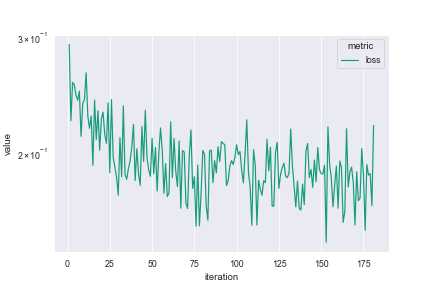 3 × 10⁻¹
2 × 10⁻¹
value
0 25 50 75 100 125 150 175
iteration
metric
loss